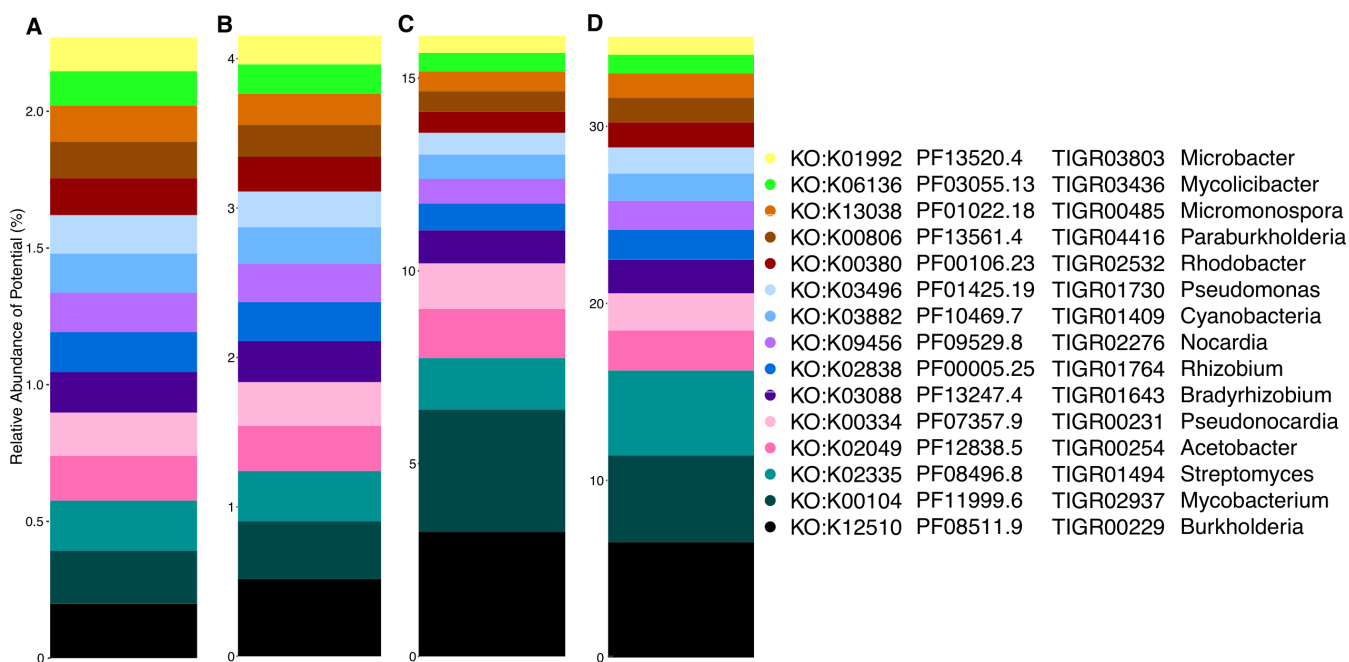 A
B
C
D
Relative Abundance of Potential (%)
2.0
1.5
1.0
0.5
0
4
3
2
1
0
15
10
5
0
30
20
10
0
KO:K01992 PF13520.4 TIGR03803 Microbacter
KO:K06136 PF03055.13 TIGR03436 Mycolicibacter
KO:K13038 PF01022.18 TIGR00485 Micromonospora
KO:K00806 PF13561.4 TIGR04416 Paraburkholderia
KO:K00380 PF00106.23 TIGR02532 Rhodobacter
KO:K03496 PF01425.19 TIGR01730 Pseudomonas
KO:K03882 PF10469.7 TIGR01409 Cyanobacteria
KO:K09456 PF09529.8 TIGR02276 Nocardia
KO:K02838 PF00005.25 TIGR01764 Rhizobium
KO:K03088 PF13247.4 TIGR01643 Bradyrhizobium
KO:K00334 PF07357.9 TIGR00231 Pseudonocardia
KO:K02049 PF12838.5 TIGR00254 Acetobacter
KO:K02335 PF08496.8 TIGR01494 Streptomyces
KO:K00104 PF11999.6 TIGR02937 Mycobacterium
KO:K12510 PF08511.9 TIGR00229 Burkholderia